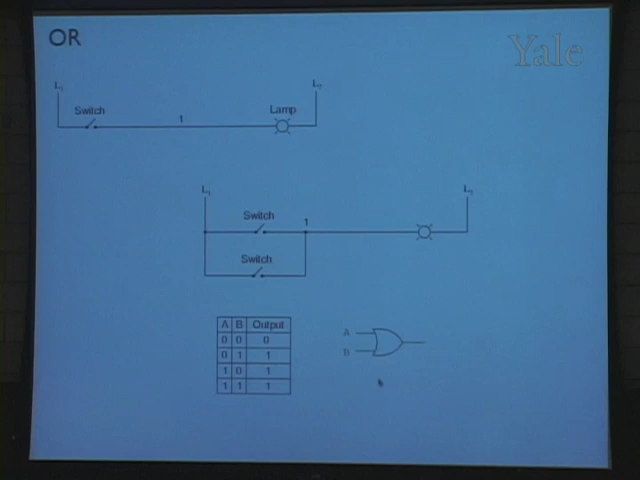 OR
Yale
L₁
L₂
Switch
1
Lamp
L₁
L₂
Switch
1
Switch
A B Output
0 0 0
0 1 1
1 0 1
1 1 1
A
B